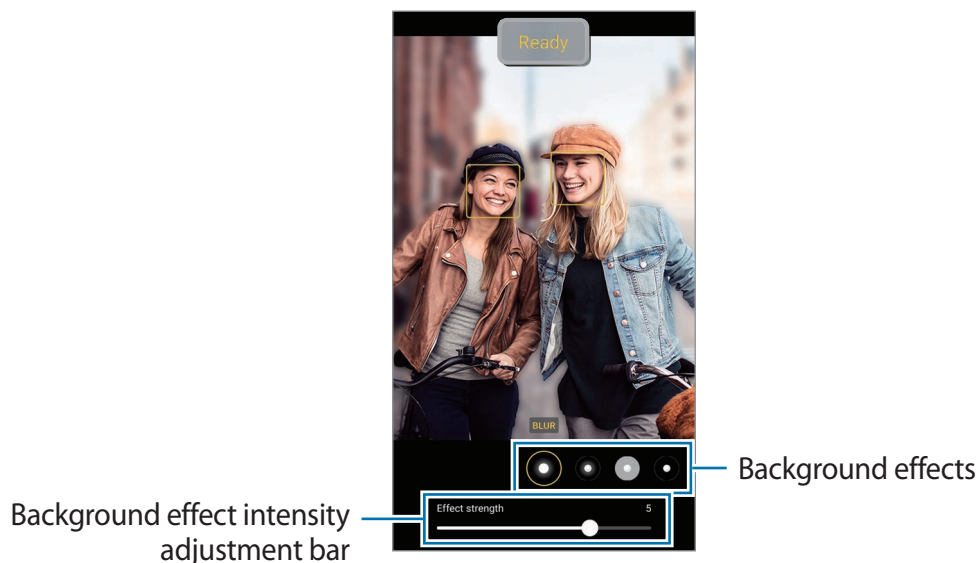 Ready
BLUR
Background effects
Effect strength 5
Background effect intensity
adjustment bar